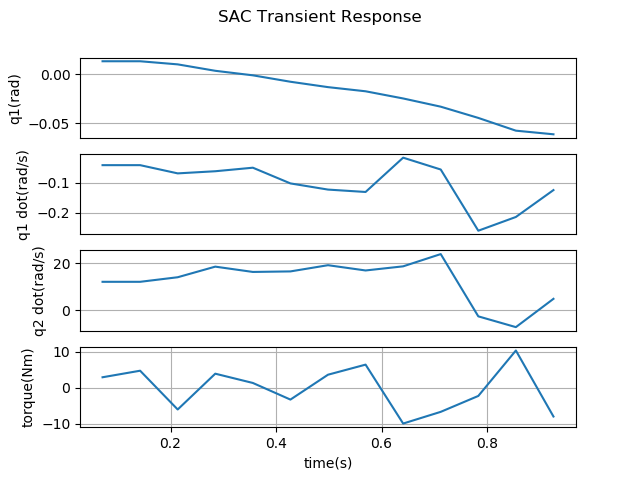 SAC Transient Response
q1(rad)
0.00
−0.05
q1 dot(rad/s)
−0.1
−0.2
q2 dot(rad/s)
20
0
torque(Nm)
10
0
−10
0.2 0.4 0.6 0.8
time(s)